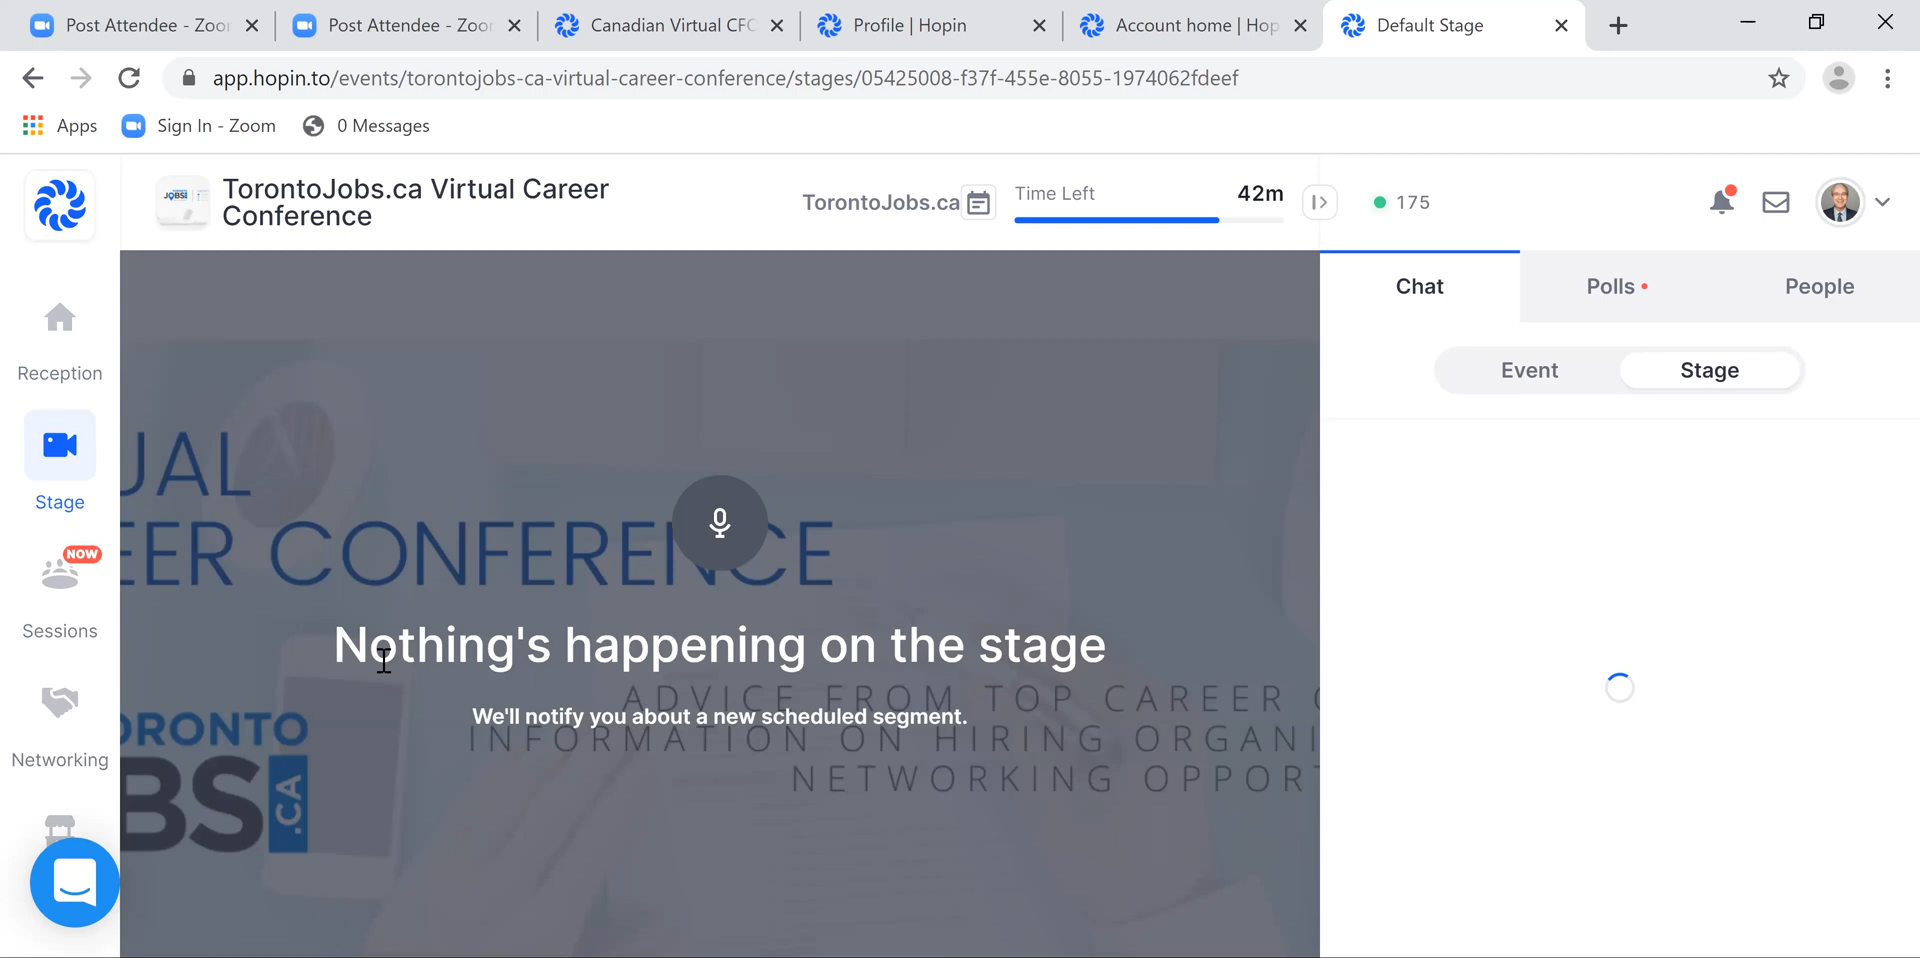 Post Attendee - Zoo
Post Attendee - Zoo
Canadian Virtual CFC
Profile | Hopin
Account home | Hop
Default Stage
app.hopin.to/events/torontojobs-ca-virtual-career-conference/stages/05425008-f37f-455e-8055-1974062fdeef
Apps
Sign In - Zoom
0 Messages
TorontoJobs.ca Virtual Career
Conference
TorontoJobs.ca
Time Left
42m
175
Chat
Polls
People
Event
Stage
Reception
Stage
NOW
Sessions
Networking
JAL
EER CONFERENCE
Nothing's happening on the stage
We'll notify you about a new scheduled segment.
ADVICE FROM TOP CAREER
INFORMATION ON HIRING ORGANI
NETWORKING OPPORT
ORONTO
BS
.CA